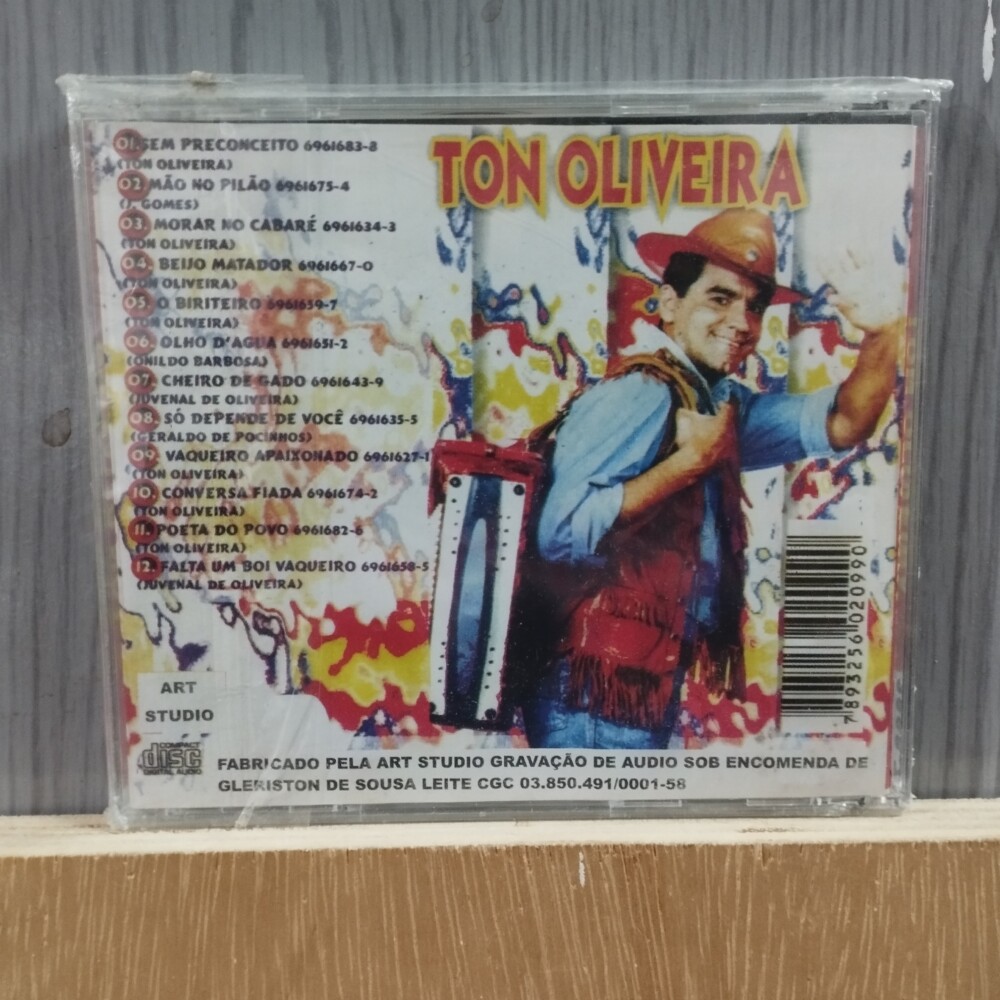 01. SEM PRECONCEITO 6961683-8
(TON OLIVEIRA)
02. MÃO NO PILÃO 6961675-4
(J. GOMES)
03. MORAR NO CABARÉ 6961634-3
(TON OLIVEIRA)
04. BEIJO MATADOR 6961667-0
(TON OLIVEIRA)
05. O BIRITEIRO 6961659-7
(TON OLIVEIRA)
06. OLHO D'AGUA 6961651-2
(ONILDO BARBOSA)
07. CHEIRO DE GADO 6961643-9
(JUVENAL DE OLIVEIRA)
08. SÓ DEPENDE DE VOCÊ 6961635-5
(GERALDO DE POCINHOS)
09. VAQUEIRO APAIXONADO 6961627-1
(TON OLIVEIRA)
10. CONVERSA FIADA 6961674-2
(TON OLIVEIRA)
11. POETA DO POVO 6961682-6
(TON OLIVEIRA)
12. FALTA UM BOI VAQUEIRO 6961658-5
(JUVENAL DE OLIVEIRA)
TON OLIVEIRA
7 893256 020990
ART
STUDIO
COMPACT
disc
DIGITAL AUDIO
FABRICADO PELA ART STUDIO GRAVAÇÃO DE AUDIO SOB ENCOMENDA DE
GLERISTON DE SOUSA LEITE CGC 03.850.491/0001-58